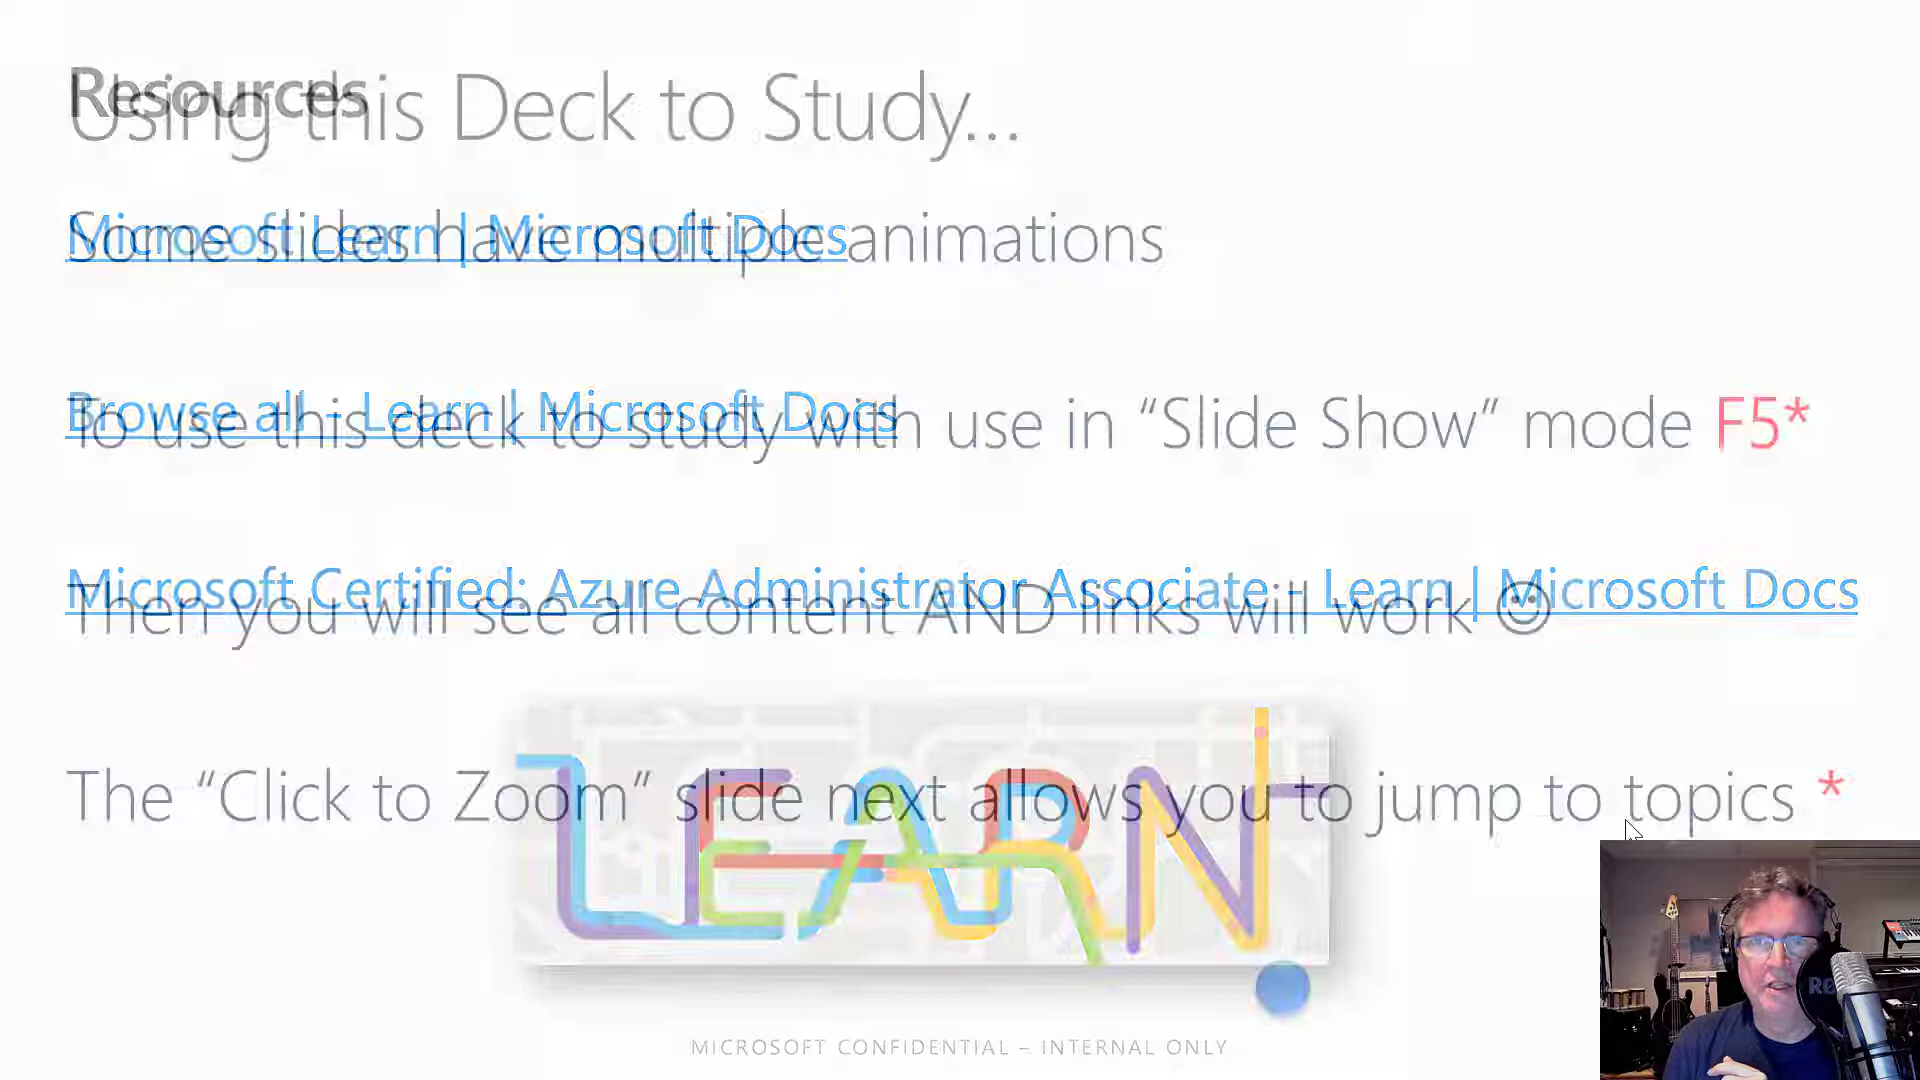 Resources
Using this Deck to Study...
Microsoft Learn | Microsoft Docs
Some slides have multiple animations
Browse all - Learn | Microsoft Docs
To use this deck to study with use in “Slide Show” mode F5*
Microsoft Certified: Azure Administrator Associate - Learn | Microsoft Docs
Then you will see all content AND links will work ☺
LEARN
The “Click to Zoom” slide next allows you to jump to topics *
MICROSOFT CONFIDENTIAL – INTERNAL ONLY